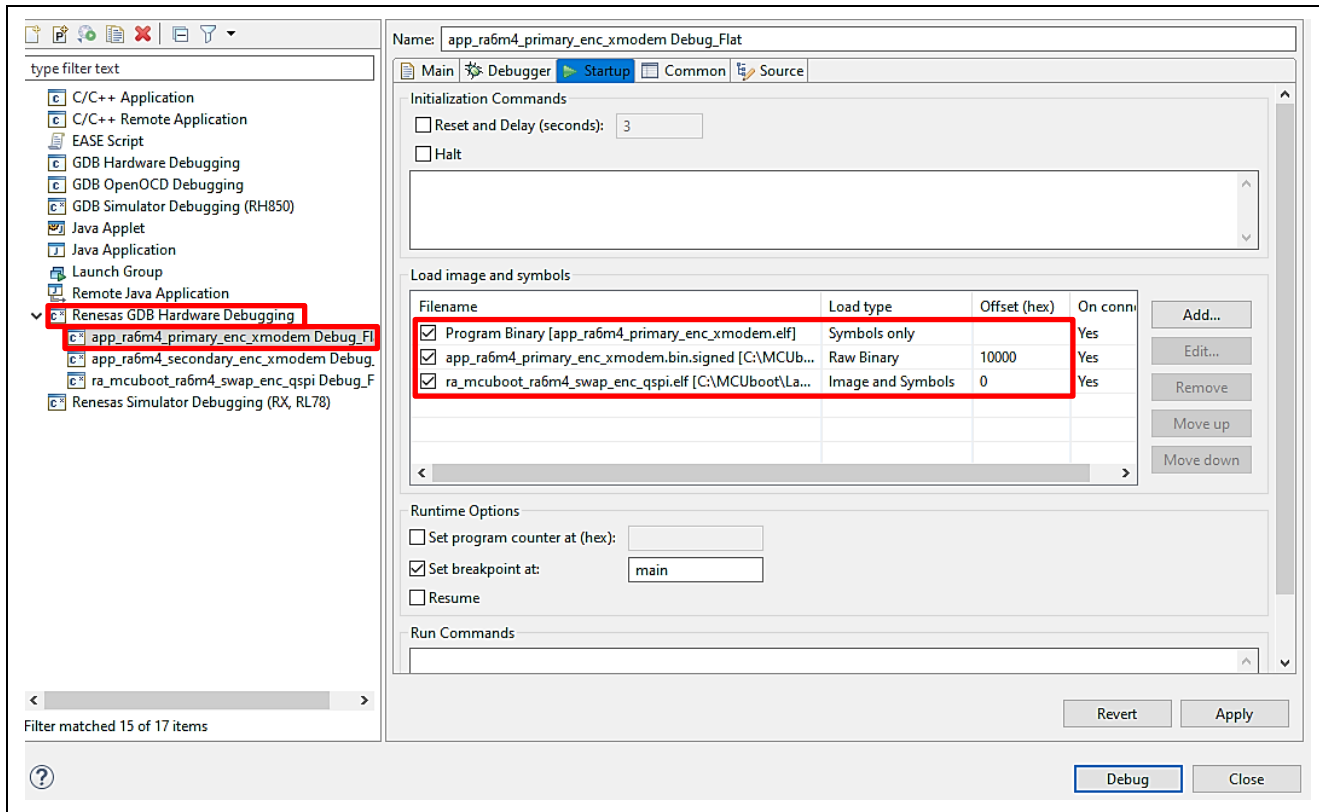 type filter text
C/C++ Application
C/C++ Remote Application
EASE Script
GDB Hardware Debugging
GDB OpenOCD Debugging
GDB Simulator Debugging (RH850)
Java Applet
Java Application
Launch Group
Remote Java Application
Renesas GDB Hardware Debugging
app_ra6m4_primary_enc_xmodem Debug_Fl
app_ra6m4_secondary_enc_xmodem Debug_
ra_mcuboot_ra6m4_swap_enc_qspi Debug_F
Renesas Simulator Debugging (RX, RL78)
Filter matched 15 of 17 items
Name: app_ra6m4_primary_enc_xmodem Debug_Flat
Main Debugger Startup Common Source
Initialization Commands
Reset and Delay (seconds): 3
Halt
Load image and symbols
Filename Load type Offset (hex) On conn
Program Binary [app_ra6m4_primary_enc_xmodem.elf] Symbols only Yes
app_ra6m4_primary_enc_xmodem.bin.signed [C:\MCUb... Raw Binary 10000 Yes
ra_mcuboot_ra6m4_swap_enc_qspi.elf [C:\MCUboot\La... Image and Symbols 0 Yes
Add...
Edit...
Remove
Move up
Move down
Runtime Options
Set program counter at (hex):
Set breakpoint at: main
Resume
Run Commands
Revert Apply
Debug Close